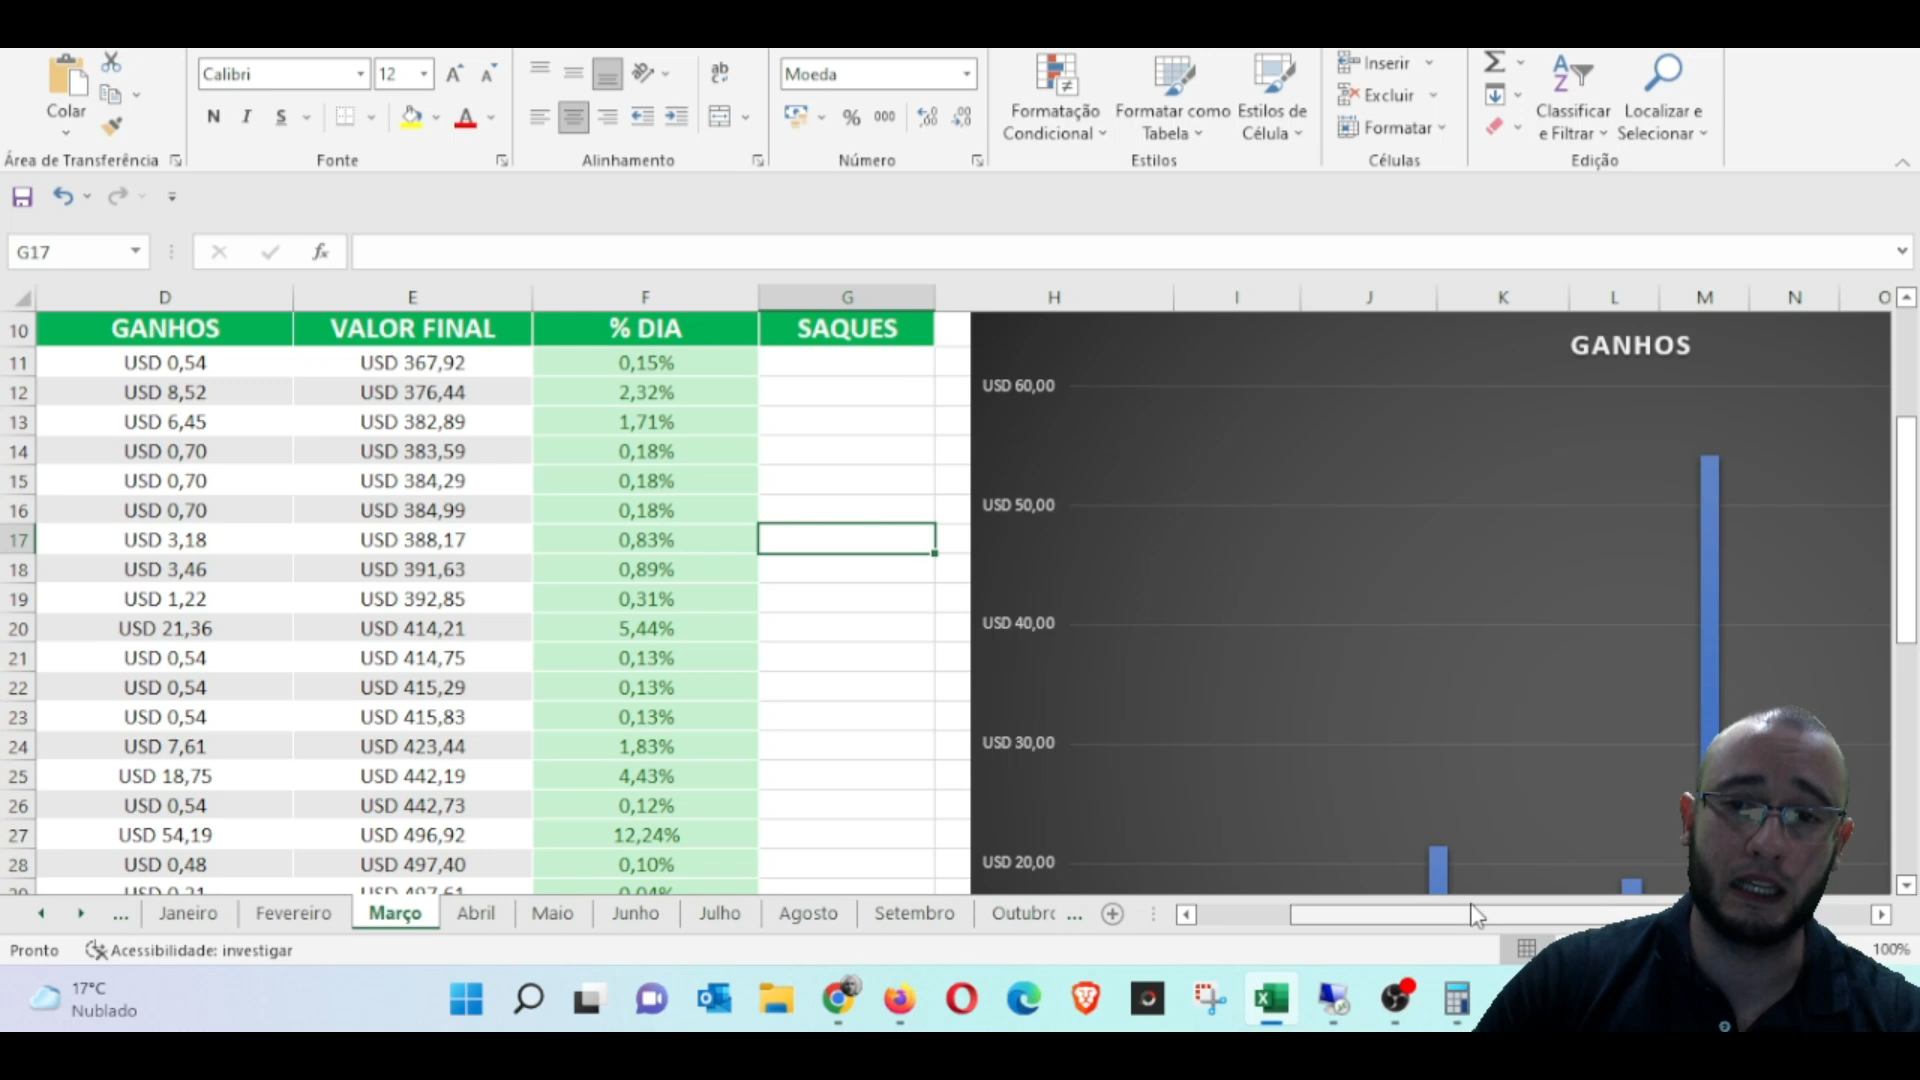 Colar
Área de Transferência
Calibri
12
N I S
Fonte
ab
Alinhamento
Moeda
% 000
Número
Formatação Condicional
Formatar como Tabela
Estilos de Célula
Estilos
Inserir
Excluir
Formatar
Células
Classificar e Filtrar
Localizar e Selecionar
Edição
G17
fx
D E F G H I J K L M N O
10 GANHOS VALOR FINAL % DIA SAQUES
11 USD 0,54 USD 367,92 0,15%
12 USD 8,52 USD 376,44 2,32%
13 USD 6,45 USD 382,89 1,71%
14 USD 0,70 USD 383,59 0,18%
15 USD 0,70 USD 384,29 0,18%
16 USD 0,70 USD 384,99 0,18%
17 USD 3,18 USD 388,17 0,83%
18 USD 3,46 USD 391,63 0,89%
19 USD 1,22 USD 392,85 0,31%
20 USD 21,36 USD 414,21 5,44%
21 USD 0,54 USD 414,75 0,13%
22 USD 0,54 USD 415,29 0,13%
23 USD 0,54 USD 415,83 0,13%
24 USD 7,61 USD 423,44 1,83%
25 USD 18,75 USD 442,19 4,43%
26 USD 0,54 USD 442,73 0,12%
27 USD 54,19 USD 496,92 12,24%
28 USD 0,48 USD 497,40 0,10%
29 USD 0,21 USD 497,61 0,04%
GANHOS
USD 60,00
USD 50,00
USD 40,00
USD 30,00
USD 20,00
... Janeiro Fevereiro Março Abril Maio Junho Julho Agosto Setembro Outubro ...
Pronto Acessibilidade: investigar
100%
17°C
Nublado